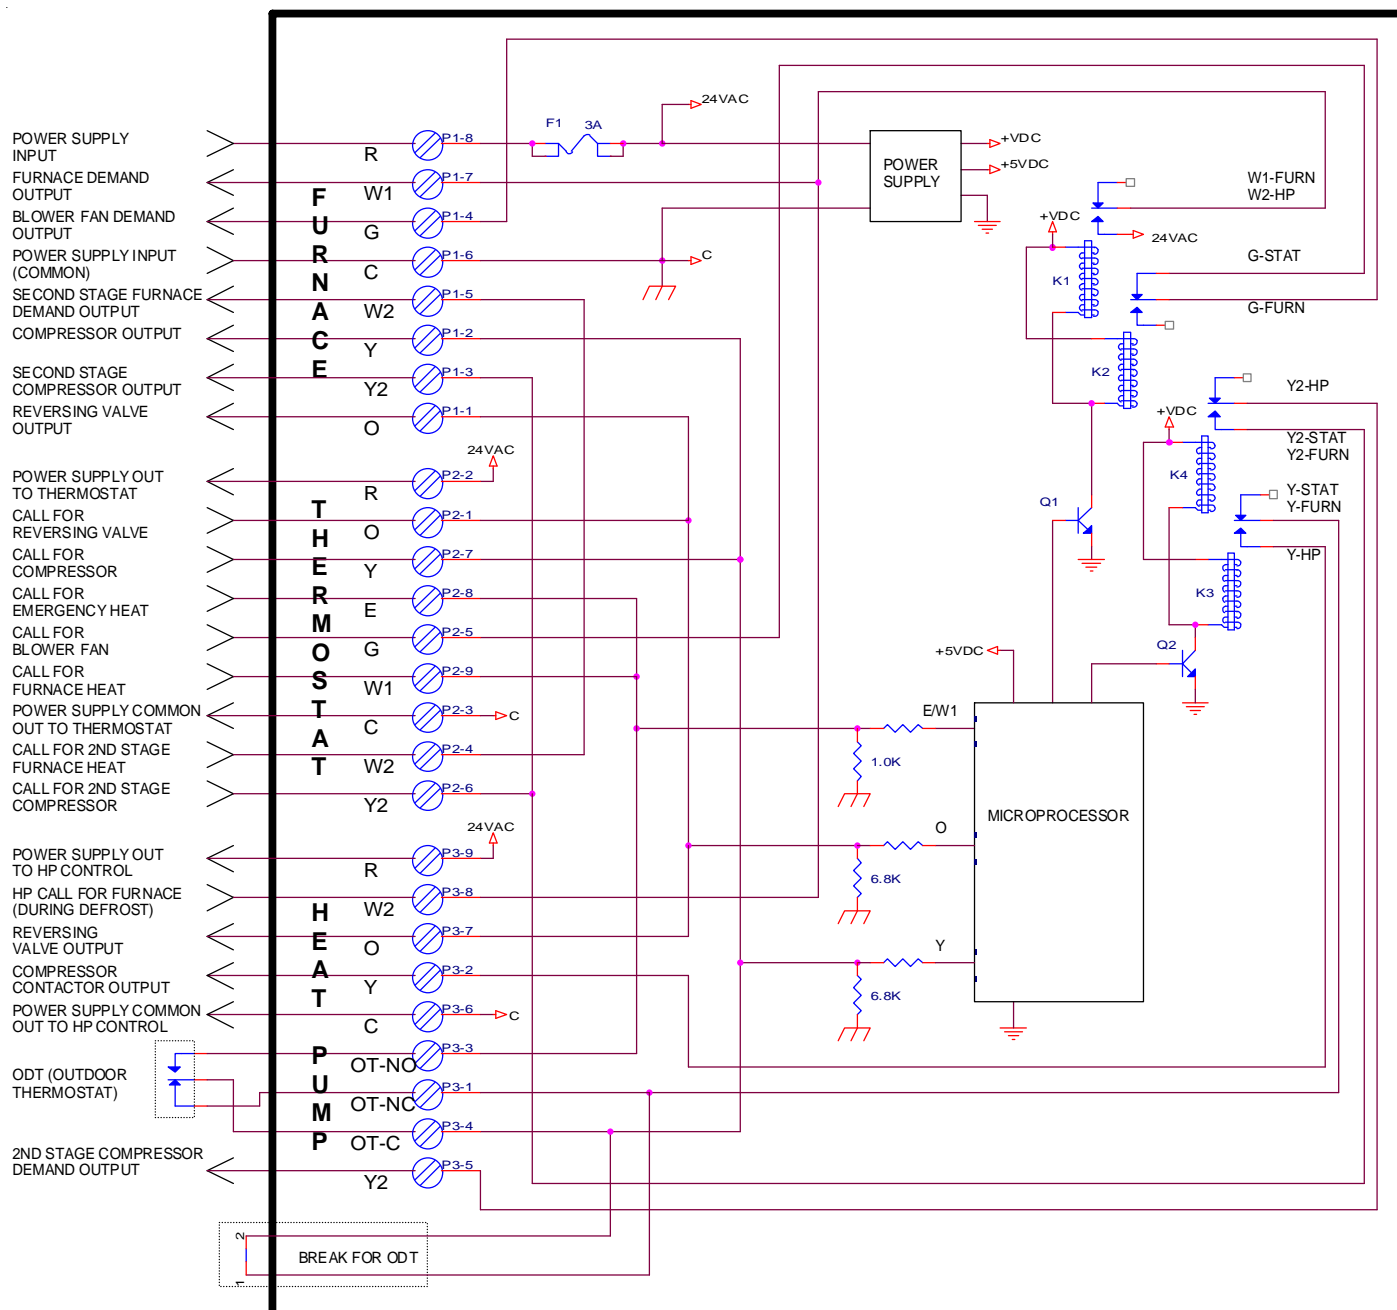 24VAC
F1 3A
POWER SUPPLY
INPUT
R
P1-8
FURNACE DEMAND
OUTPUT
W1
P1-7
BLOWER FAN DEMAND
OUTPUT
G
P1-4
POWER SUPPLY INPUT
(COMMON)
C
P1-6
C
SECOND STAGE FURNACE
DEMAND OUTPUT
W2
P1-5
COMPRESSOR OUTPUT
Y
P1-2
SECOND STAGE
COMPRESSOR OUTPUT
Y2
P1-3
REVERSING VALVE
OUTPUT
O
P1-1
FURNACE
24VAC
POWER SUPPLY OUT
TO THERMOSTAT
R
P2-2
CALL FOR
REVERSING VALVE
O
P2-1
CALL FOR
COMPRESSOR
Y
P2-7
CALL FOR
EMERGENCY HEAT
E
P2-8
CALL FOR
BLOWER FAN
G
P2-5
CALL FOR
FURNACE HEAT
W1
P2-9
POWER SUPPLY COMMON
OUT TO THERMOSTAT
C
P2-3
C
CALL FOR 2ND STAGE
FURNACE HEAT
W2
P2-4
CALL FOR 2ND STAGE
COMPRESSOR
Y2
P2-6
THERMOSTAT
24VAC
POWER SUPPLY OUT
TO HP CONTROL
R
P3-9
HP CALL FOR FURNACE
(DURING DEFROST)
W2
P3-8
REVERSING
VALVE OUTPUT
O
P3-7
COMPRESSOR
CONTACTOR OUTPUT
Y
P3-2
POWER SUPPLY COMMON
OUT TO HP CONTROL
C
P3-6
C
OT-NO
P3-3
ODT (OUTDOOR
THERMOSTAT)
OT-NC
P3-1
OT-C
P3-4
2ND STAGE COMPRESSOR
DEMAND OUTPUT
Y2
P3-5
HEAT PUMP
2
BREAK FOR ODT
1
POWER
SUPPLY
+VDC
+5VDC
W1-FURN
W2-HP
+VDC
24VAC
K1
G-STAT
G-FURN
K2
Y2-HP
+VDC
Y2-STAT
Y2-FURN
K4
Y-STAT
Y-FURN
Q1
Y-HP
K3
Q2
+5VDC
E/W1
1.0K
MICROPROCESSOR
O
6.8K
Y
6.8K